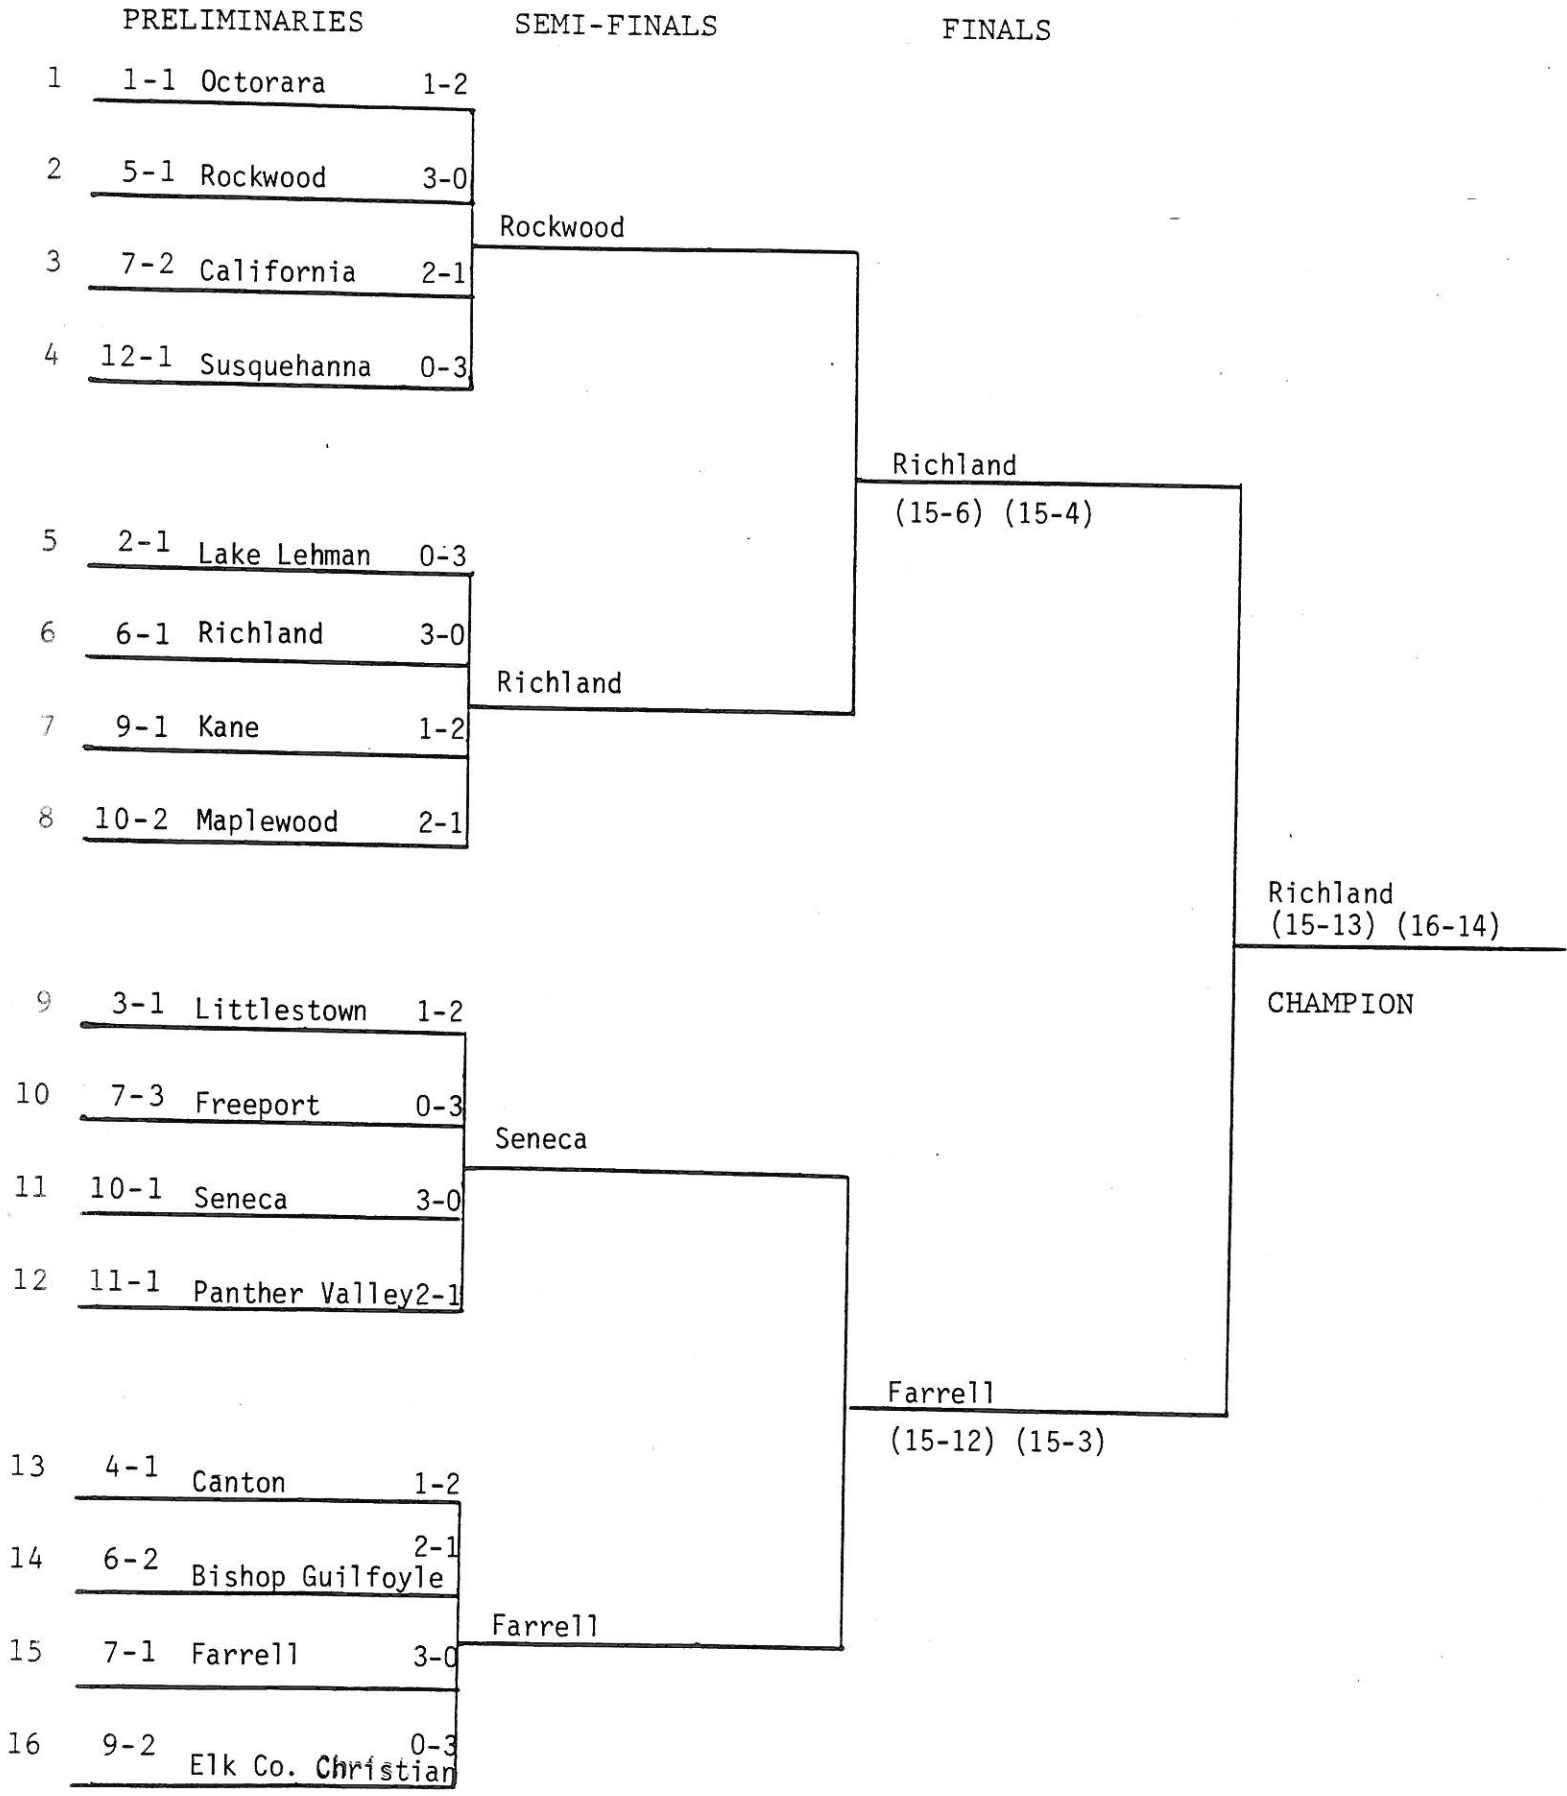 PRELIMINARIES SEMI-FINALS FINALS
1 1-1 Octorara 1-2
2 5-1 Rockwood 3-0
Rockwood
3 7-2 California 2-1
4 12-1 Susquehanna 0-3
Richland
(15-6) (15-4)
5 2-1 Lake Lehman 0-3
6 6-1 Richland 3-0
Richland
7 9-1 Kane 1-2
8 10-2 Maplewood 2-1
Richland
(15-13) (16-14)
CHAMPION
9 3-1 Littlestown 1-2
10 7-3 Freeport 0-3
Seneca
11 10-1 Seneca 3-0
12 11-1 Panther Valley 2-1
Farrell
(15-12) (15-3)
13 4-1 Canton 1-2
14 6-2 Bishop Guilfoyle 2-1
Farrell
15 7-1 Farrell 3-0
16 9-2 Elk Co. Christian 0-3